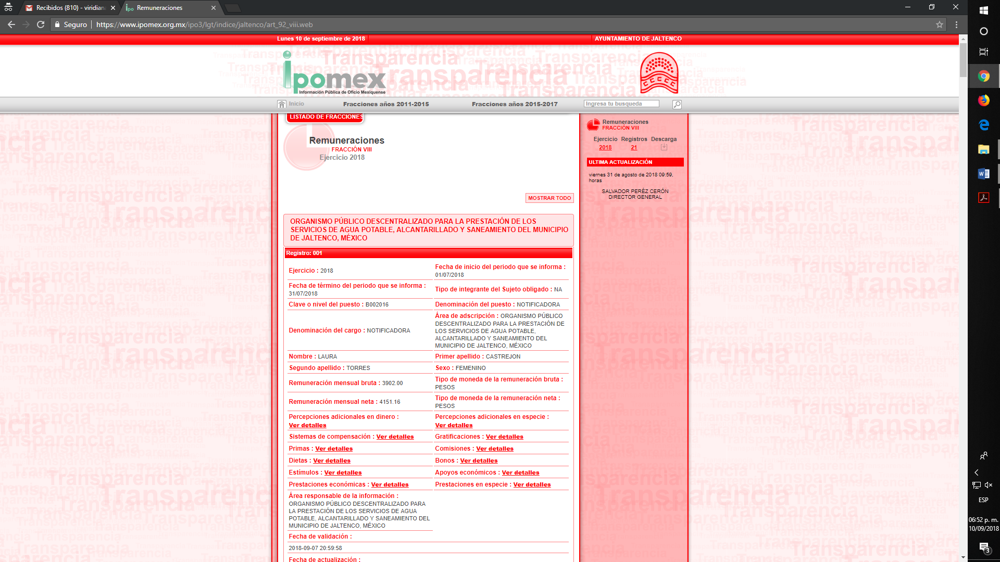 Recibidos (810) - viridian
Remuneraciones
Seguro
https://www.ipomex.org.mx/ipo3/lgt/indice/jaltenco/art_92_viii.web
Lunes 10 de septiembre de 2018
AYUNTAMIENTO DE JALTENCO
Transparencia
ipomex
Información Pública de Oficio Mexiquense
Inicio
Fracciones años 2011-2015
Fracciones años 2015-2017
Ingresa tu busqueda
LISTADO DE FRACCIONES
Remuneraciones
FRACCIÓN VIII
Ejercicio 2018
MOSTRAR TODO
ORGANISMO PÚBLICO DESCENTRALIZADO PARA LA PRESTACIÓN DE LOS
SERVICIOS DE AGUA POTABLE, ALCANTARILLADO Y SANEAMIENTO DEL MUNICIPIO
DE JALTENCO, MÉXICO
Registro: 001
Ejercicio : 2018
Fecha de inicio del periodo que se informa :
01/07/2018
Fecha de término del periodo que se informa :
31/07/2018
Tipo de integrante del Sujeto obligado : NA
Clave o nivel del puesto : B002016
Denominación del puesto : NOTIFICADORA
Denominación del cargo : NOTIFICADORA
Área de adscripción : ORGANISMO PÚBLICO
DESCENTRALIZADO PARA LA PRESTACIÓN DE
LOS SERVICIOS DE AGUA POTABLE,
ALCANTARILLADO Y SANEAMIENTO DEL
MUNICIPIO DE JALTENCO, MÉXICO
Nombre : LAURA
Primer apellido : CASTREJON
Segundo apellido : TORRES
Sexo : FEMENINO
Remuneración mensual bruta : 3902.00
Tipo de moneda de la remuneración bruta :
PESOS
Remuneración mensual neta : 4151.16
Tipo de moneda de la remuneración neta :
PESOS
Percepciones adicionales en dinero :
Ver detalles
Percepciones adicionales en especie :
Ver detalles
Sistemas de compensación : Ver detalles
Gratificaciones : Ver detalles
Primas : Ver detalles
Comisiones : Ver detalles
Dietas : Ver detalles
Bonos : Ver detalles
Estímulos : Ver detalles
Apoyos económicos : Ver detalles
Prestaciones económicas : Ver detalles
Prestaciones en especie : Ver detalles
Área responsable de la información :
ORGANISMO PÚBLICO DESCENTRALIZADO PARA
LA PRESTACIÓN DE LOS SERVICIOS DE AGUA
POTABLE, ALCANTARILLADO Y SANEAMIENTO DEL
MUNICIPIO DE JALTENCO, MÉXICO
Fecha de validación :
2018-09-07 20:59:58
Fecha de actualización :
Remuneraciones
FRACCIÓN VIII
Ejercicio Registros Descarga
2018 21
ULTIMA ACTUALIZACIÓN
viernes 31 de agosto de 2018 09:59,
horas
SALVADOR PERÉZ CERÓN
DIRECTOR GENERAL
ESP
06:52 p. m.
10/09/2018
3